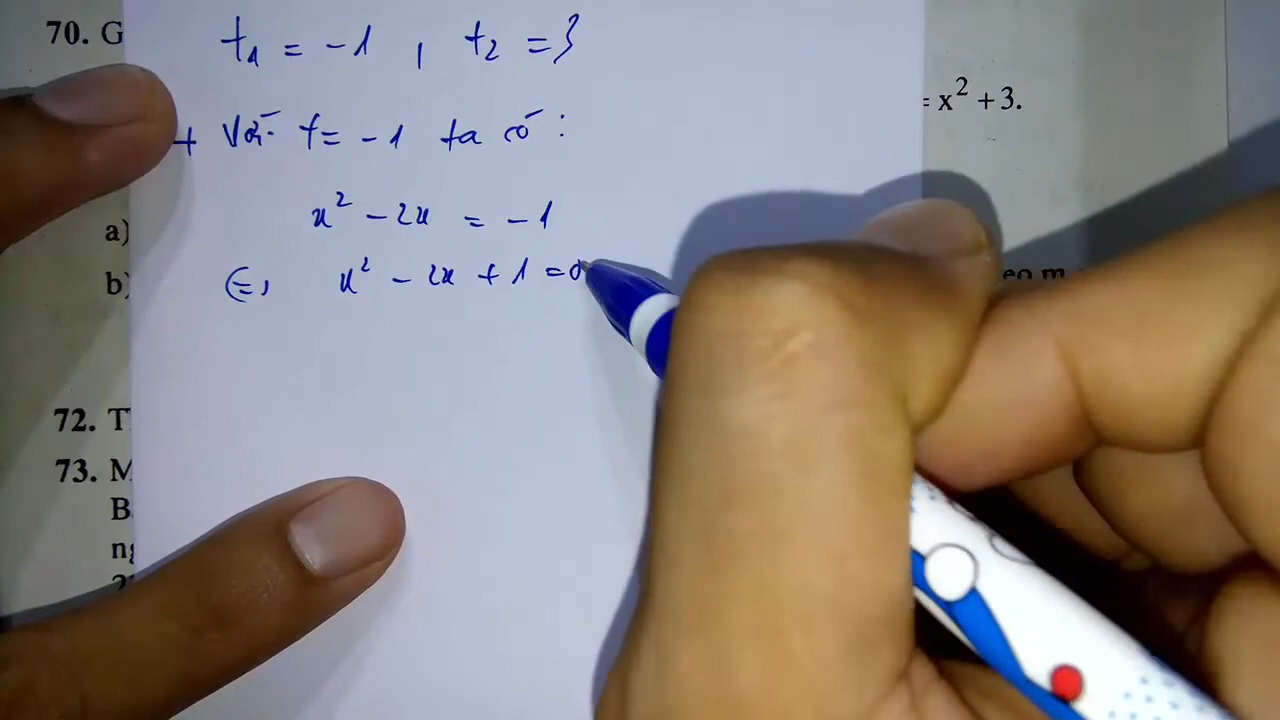 70. G
t₁ = -1 , t₂ = 3
= x² + 3.
+ Với t = -1 ta có :
x² - 2x = -1
a)
⇔ x² - 2x + 1 = 0
b)
eo m
72. T
73. M
B